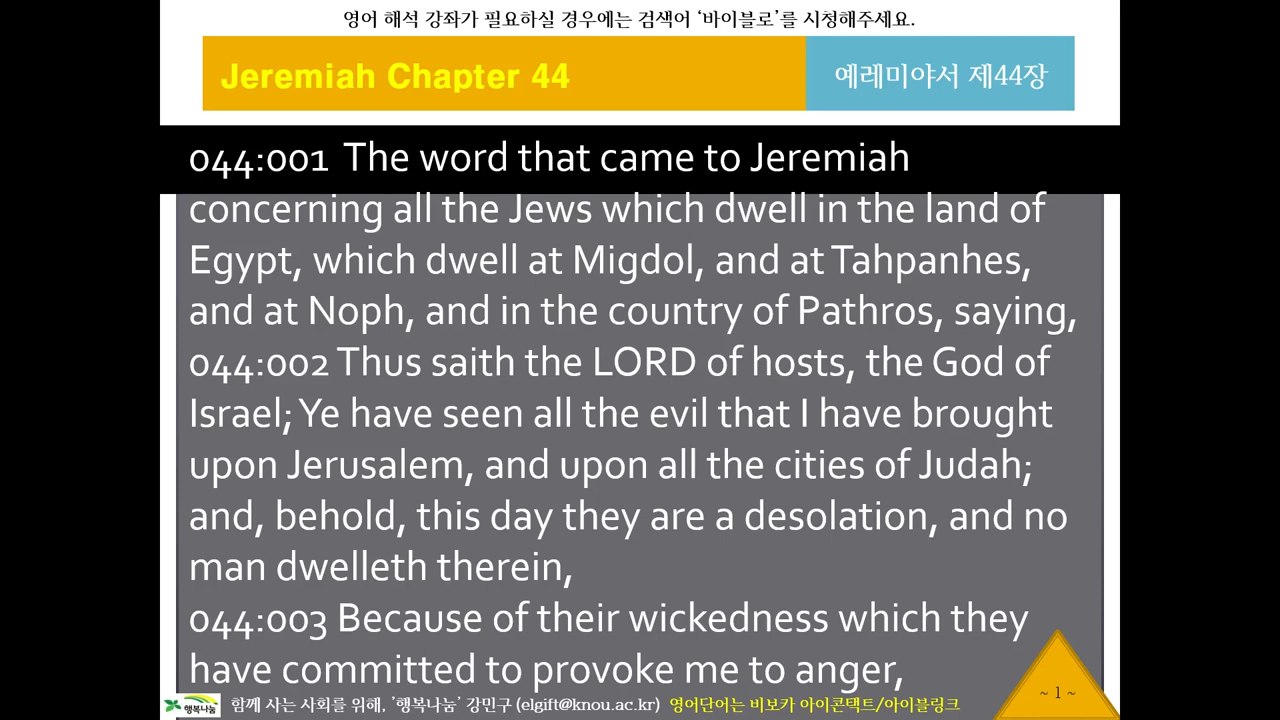 영어 해석 강좌가 필요하실 경우에는 검색어 ‘바이블로’를 시청해주세요.
Jeremiah Chapter 44
예레미야서 제44장
044:001 The word that came to Jeremiah
concerning all the Jews which dwell in the land of
Egypt, which dwell at Migdol, and at Tahpanhes,
and at Noph, and in the country of Pathros, saying,
044:002 Thus saith the LORD of hosts, the God of
Israel; Ye have seen all the evil that I have brought
upon Jerusalem, and upon all the cities of Judah;
and, behold, this day they are a desolation, and no
man dwelleth therein,
044:003 Because of their wickedness which they
have committed to provoke me to anger,
~ 1 ~
행복나눔
함께 사는 사회를 위해, ’행복나눔’ 강민구 (elgift@knou.ac.kr) 영어단어는 비보카 아이콘택트/아이블링크